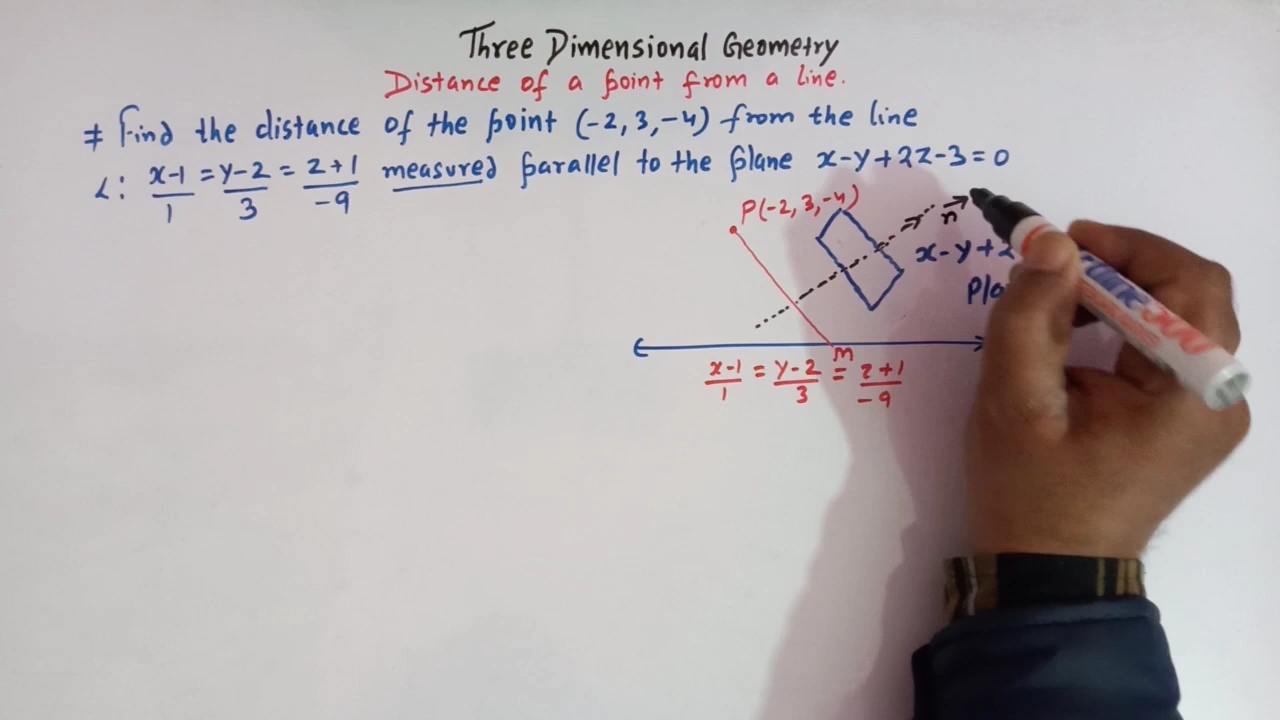 Three Dimensional Geometry
Distance of a point from a line.
# Find the distance of the point (-2, 3, -4) from the line
L: x-1/1 = y-2/3 = z+1/-9 measured parallel to the plane x-y+2z-3=0
P(-2, 3, -4)
n
x-y+2
M
x-1/1 = y-2/3 = z+1/-9